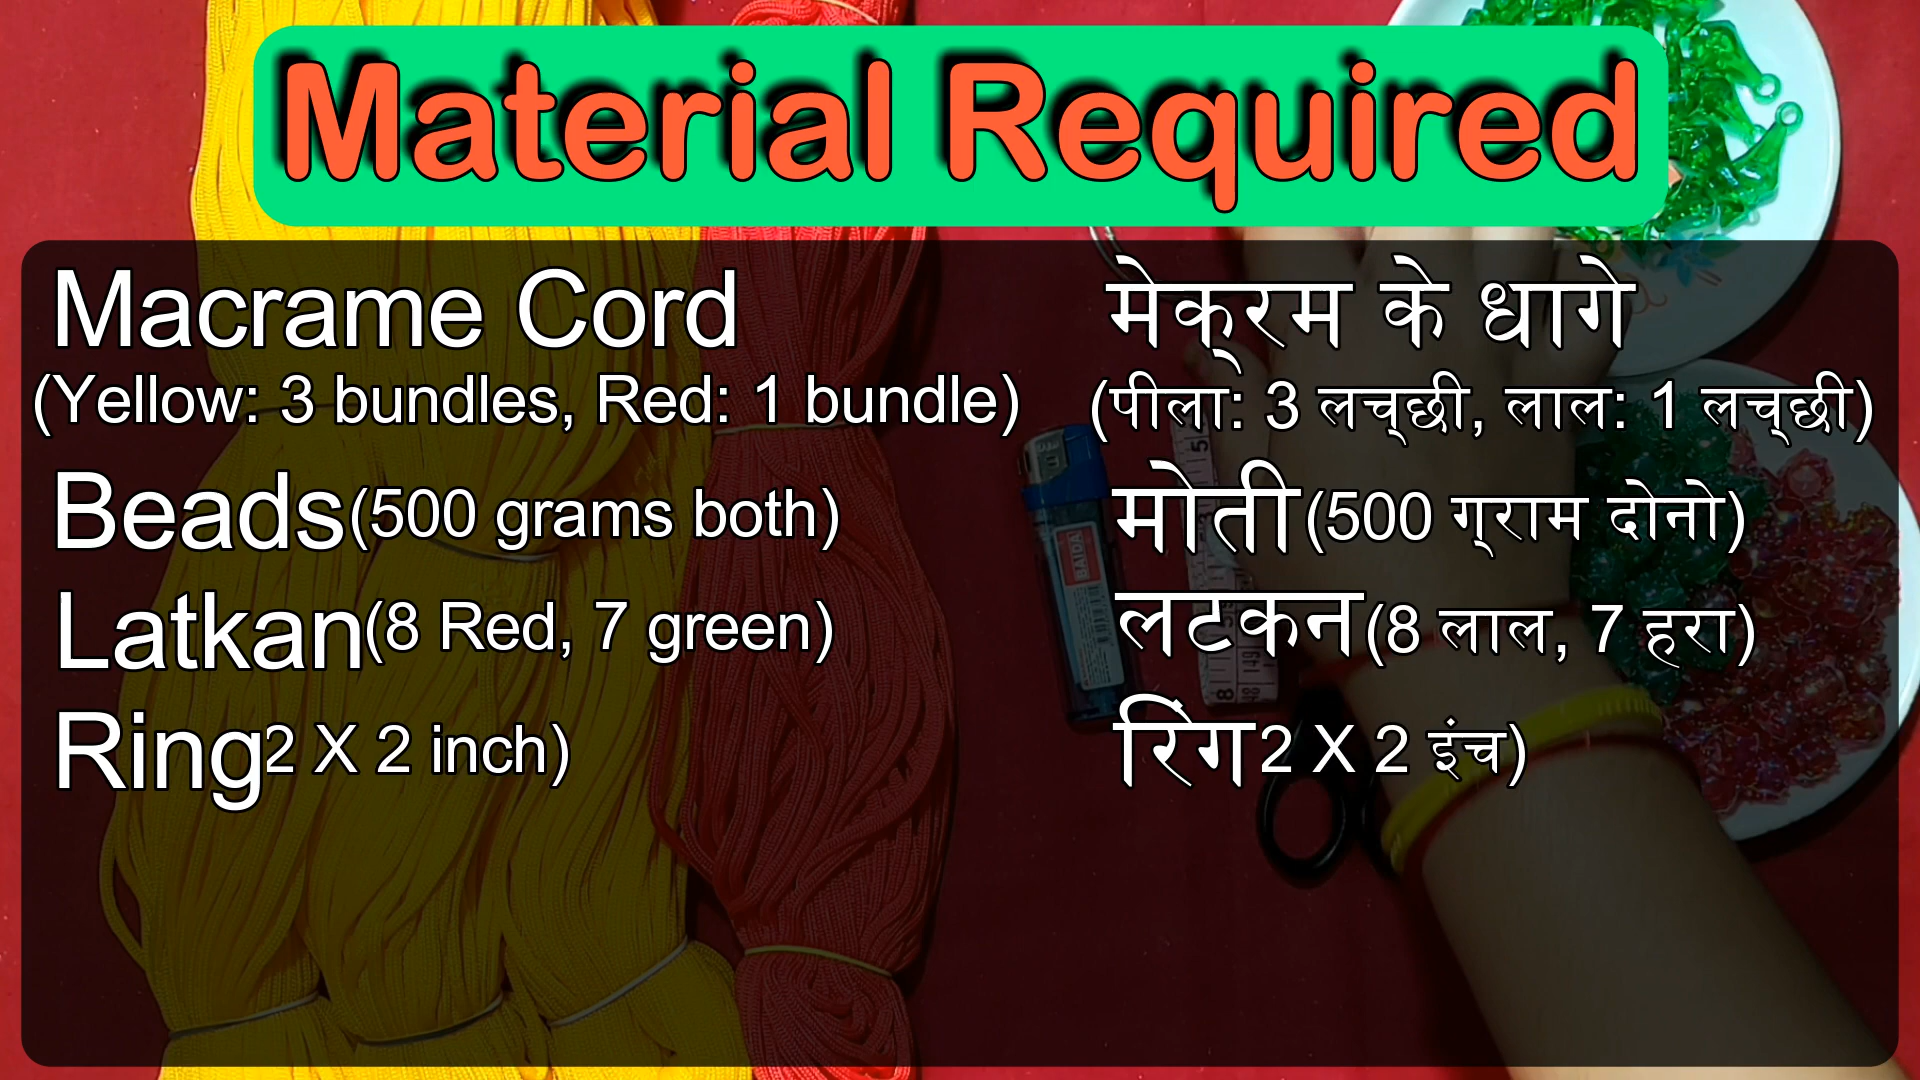 Material Required
Macrame Cord
(Yellow: 3 bundles, Red: 1 bundle)
Beads(500 grams both)
Latkan(8 Red, 7 green)
Ring2 X 2 inch)
मेक्रम के धागे
(पीला: 3 लच्छी, लाल: 1 लच्छी)
मोती(500 ग्राम दोनो)
लटकन(8 लाल, 7 हरा)
रिंग2 X 2 इंच)
BAIDA